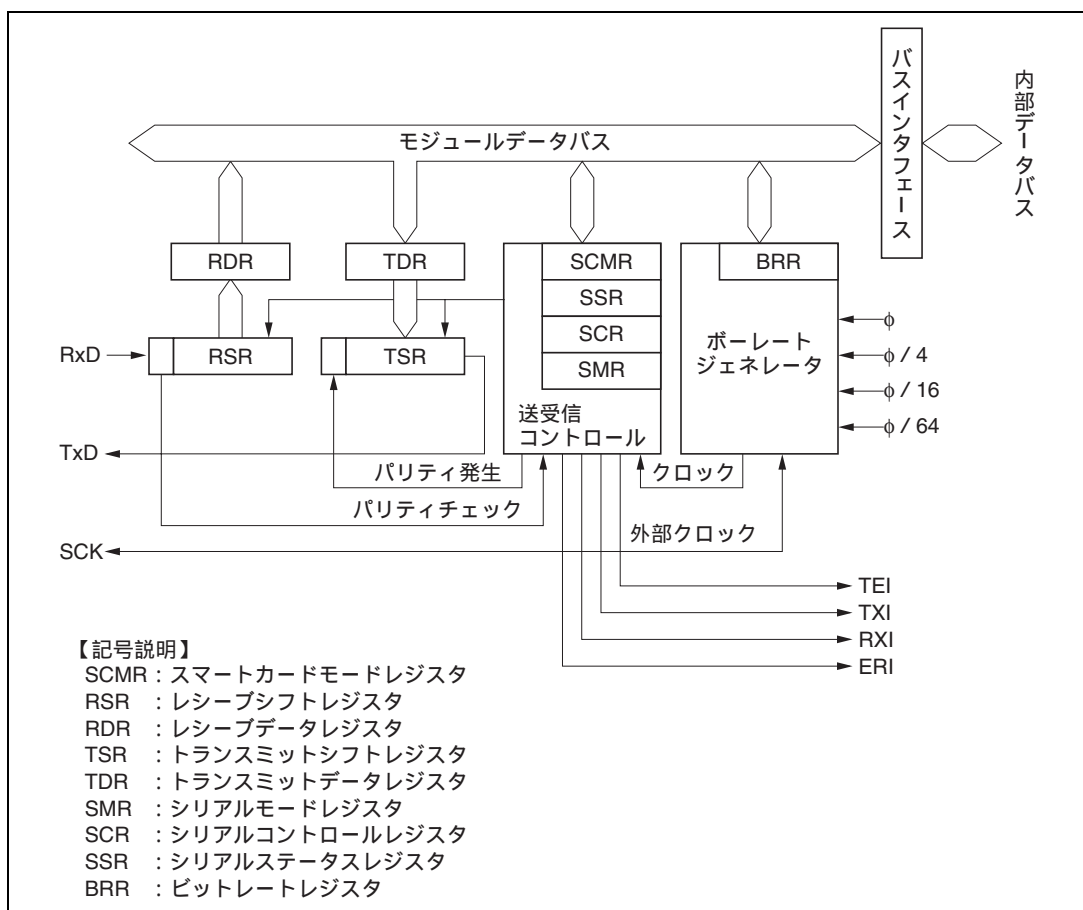 バスインタフェース
内部データバス
モジュールデータバス
RDR
TDR
SCMR
BRR
SSR
SCR
SMR
RSR
TSR
ボーレート
ジェネレータ
φ
φ / 4
φ / 16
φ / 64
RxD
TxD
SCK
送受信
コントロール
パリティ発生
クロック
パリティチェック
外部クロック
TEI
TXI
RXI
ERI
【記号説明】
SCMR : スマートカードモードレジスタ
RSR : レシーブシフトレジスタ
RDR : レシーブデータレジスタ
TSR : トランスミットシフトレジスタ
TDR : トランスミットデータレジスタ
SMR : シリアルモードレジスタ
SCR : シリアルコントロールレジスタ
SSR : シリアルステータスレジスタ
BRR : ビットレートレジスタ